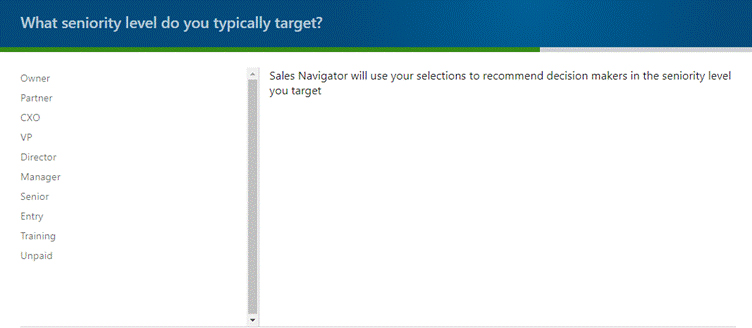 What seniority level do you typically target?
Owner
Partner
CXO
VP
Director
Manager
Senior
Entry
Training
Unpaid
Sales Navigator will use your selections to recommend decision makers in the seniority level
you target